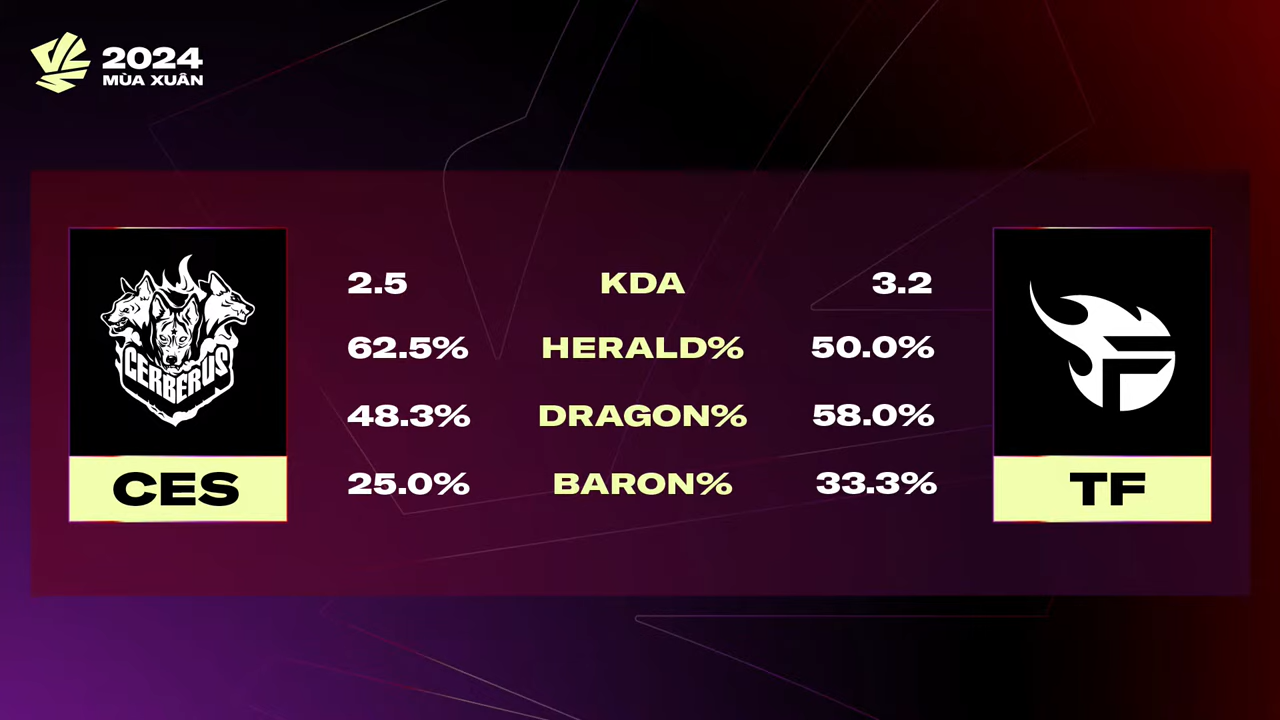 2024
MÙA XUÂN
2.5 KDA 3.2
62.5% HERALD% 50.0%
48.3% DRAGON% 58.0%
25.0% BARON% 33.3%
CERBERUS
CES
TF